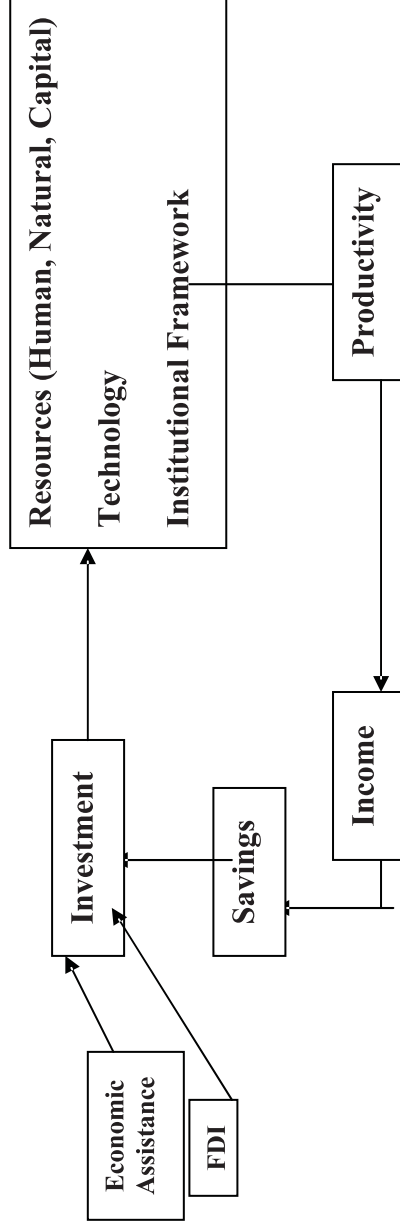 Economic
Assistance
FDI
Investment
Savings
Income
Resources (Human, Natural, Capital)
Technology
Institutional Framework
Productivity